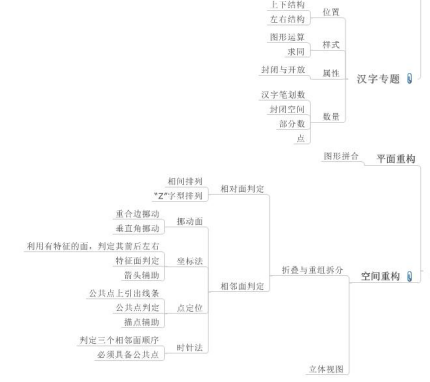 上下结构
位置
左右结构
图形运算
样式
求同
封闭与开放
属性
汉字专题
汉字笔划数
封闭空间
数量
部分数
点
图形拼合
平面重构
相间排列
相对面判定
"Z"字型排列
重合边挪动
挪动面
垂直角挪动
利用有特征的面，判定其前后左右
特征面判定
坐标法
箭头辅助
折叠与重组拆分
空间重构
相邻面判定
公共点上引出线条
公共点判定
点定位
描点辅助
判定三个相邻面顺序
时针法
必须具备公共点
立体视图